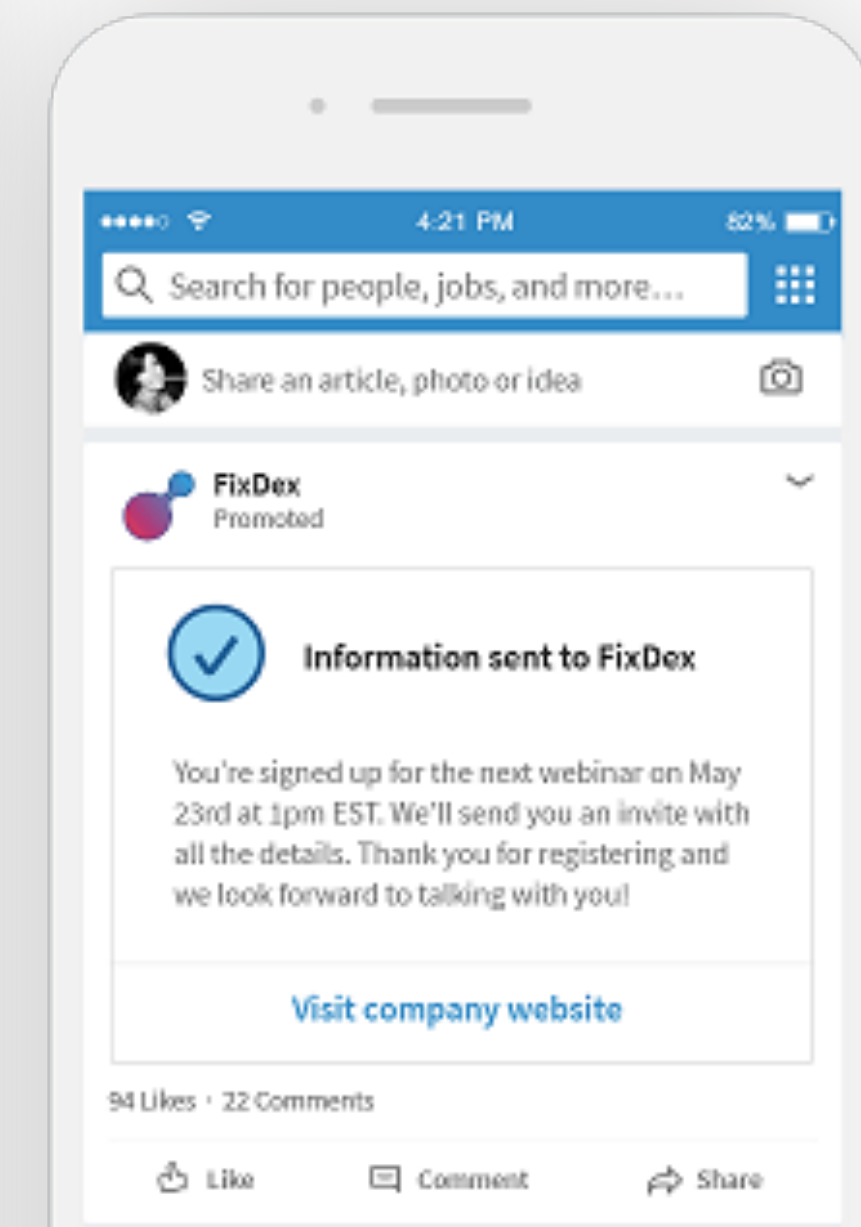 4:21 PM 82%
Search for people, jobs, and more...
Share an article, photo or idea
FixDex
Promoted
Information sent to FixDex
You're signed up for the next webinar on May
23rd at 1pm EST. We'll send you an invite with
all the details. Thank you for registering and
we look forward to talking with you!
Visit company website
94 Likes · 22 Comments
Like Comment Share